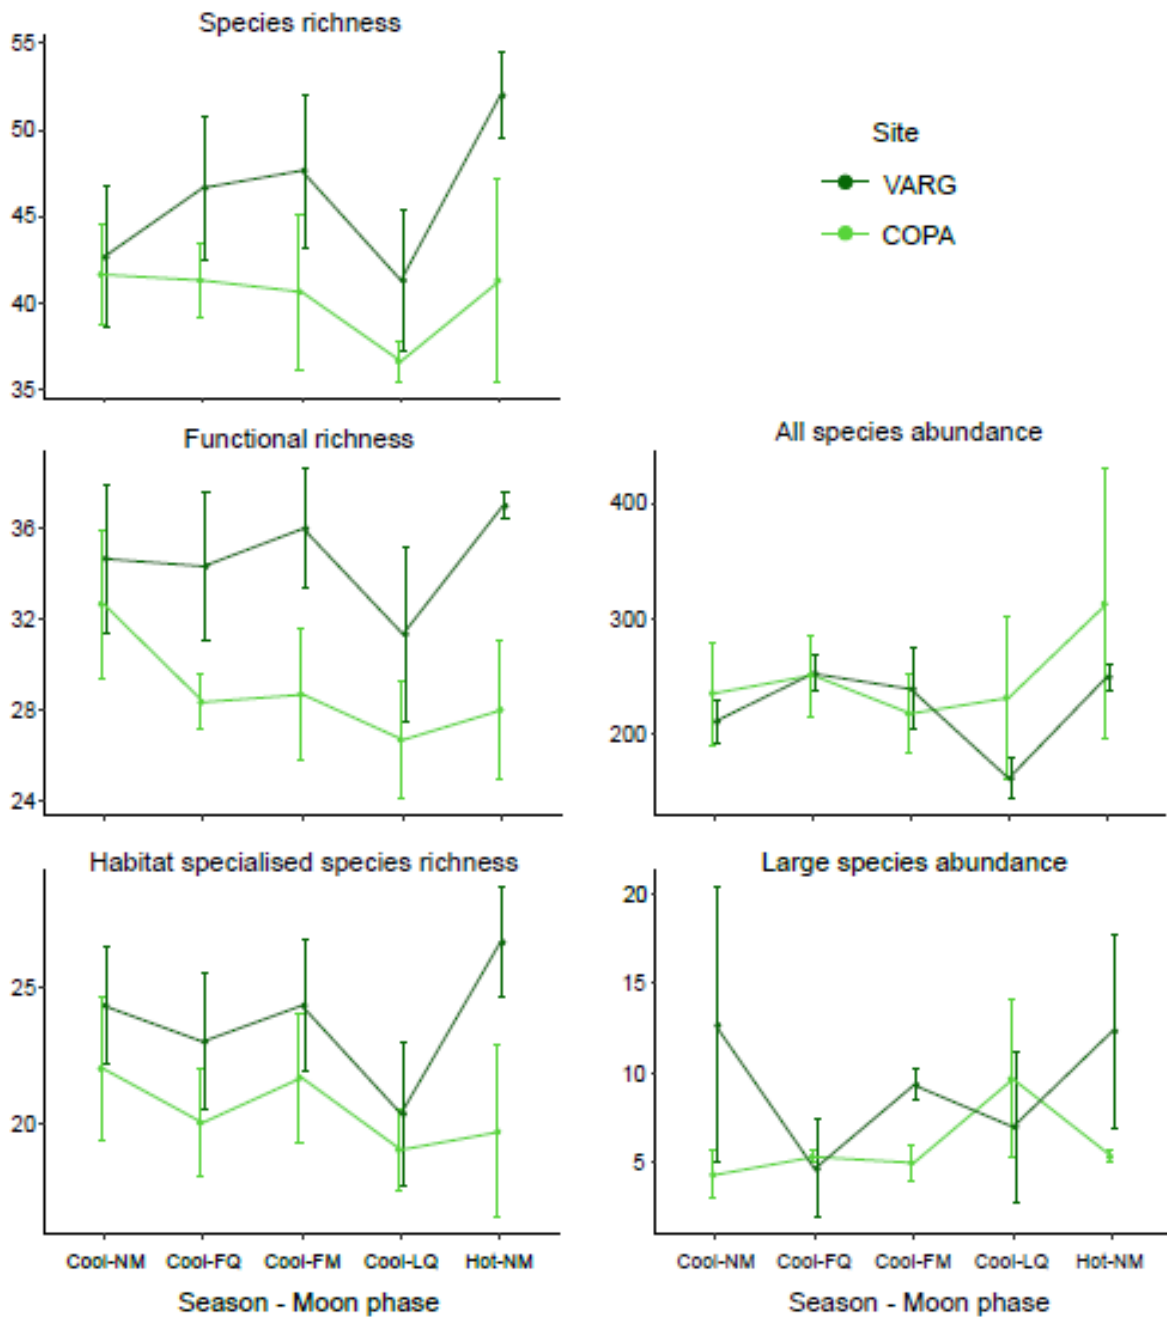 Species richness
55
50
45
40
35
Site
VARG
COPA
Functional richness
36
32
28
24
All species abundance
400
300
200
Habitat specialised species richness
25
20
Cool-NM Cool-FQ Cool-FM Cool-LQ Hot-NM
Season - Moon phase
Large species abundance
20
15
10
5
Cool-NM Cool-FQ Cool-FM Cool-LQ Hot-NM
Season - Moon phase